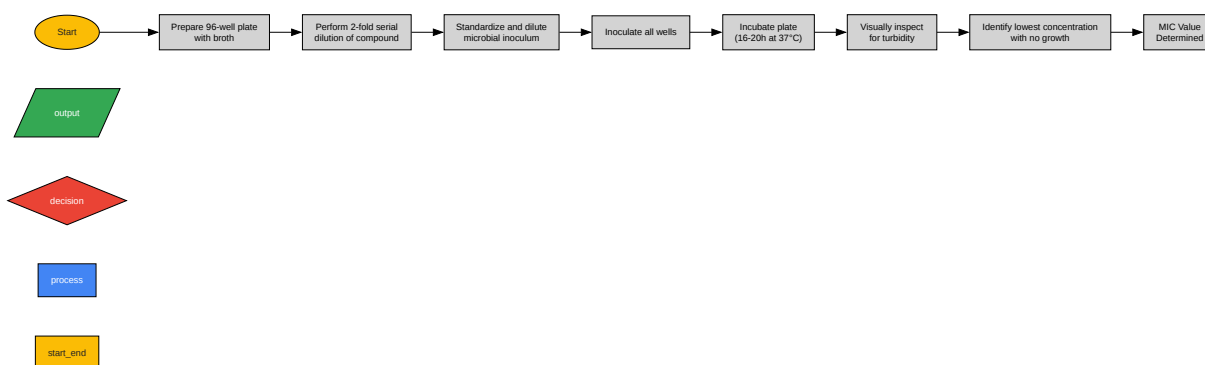 Start
Prepare 96-well plate
with broth
Perform 2-fold serial
dilution of compound
Standardize and dilute
microbial inoculum
Inoculate all wells
Incubate plate
(16-20h at 37°C)
Visually inspect
for turbidity
Identify lowest concentration
with no growth
MIC Value
Determined
output
decision
process
start_end